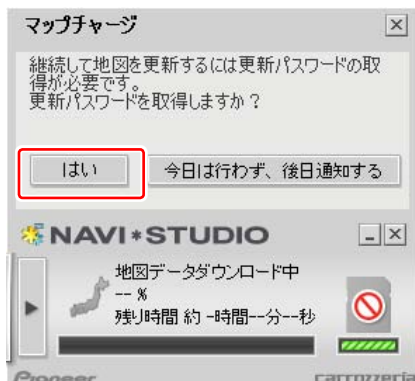 マップチャージ
継続して地図を更新するには更新パスワードの取
得が必要です。
更新パスワードを取得しますか？
はい
今日は行わず、後日通知する
NAVI*STUDIO
地図データダウンロード中
-- %
残り時間 約 -時間--分--秒
Pioneer carrozzeria